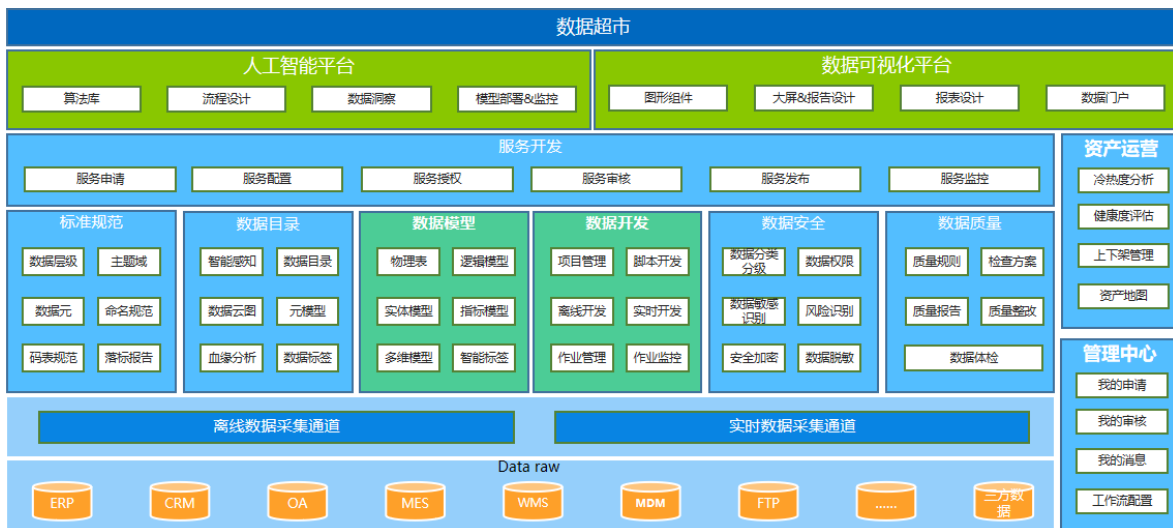 数据超市
人工智能平台
算法库
流程设计
数据洞察
模型部署&监控
数据可视化平台
图形组件
大屏&报告设计
报表设计
数据门户
服务开发
服务申请
服务配置
服务授权
服务审核
服务发布
服务监控
标准规范
数据层级
主题域
数据元
命名规范
码表规范
落标报告
数据目录
智能感知
数据目录
数据云图
元模型
血缘分析
数据标签
数据模型
物理表
逻辑模型
实体模型
指标模型
多维模型
智能标签
数据开发
项目管理
脚本开发
离线开发
实时开发
作业管理
作业监控
数据安全
数据分类
分级
数据权限
数据敏感
识别
风险识别
安全加密
数据脱敏
数据质量
质量规则
检查方案
质量报告
质量整改
数据体检
资产运营
冷热度分析
健康度评估
上下架管理
资产地图
管理中心
我的申请
我的审核
我的消息
工作流配置
离线数据采集通道
实时数据采集通道
Data raw
ERP
CRM
OA
MES
WMS
MDM
FTP
......
三方数
据